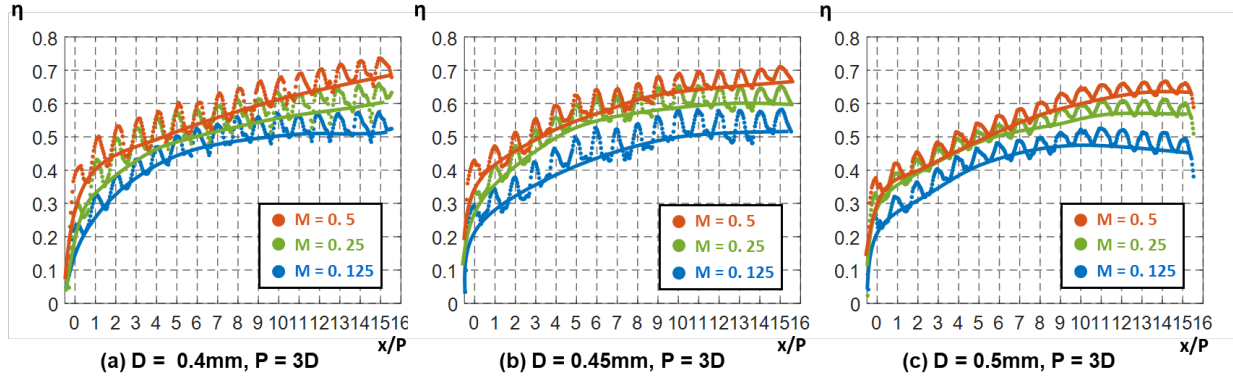 η η η
0.8 0.8 0.8
0.7 0.7 0.7
0.6 0.6 0.6
0.5 0.5 0.5
0.4 0.4 0.4
0.3 0.3 0.3
0.2 0.2 0.2
0.1 0.1 0.1
0 0 0
M = 0. 5 M = 0. 5 M = 0. 5
M = 0. 25 M = 0. 25 M = 0. 25
M = 0. 125 M = 0. 125 M = 0. 125
0 1 2 3 4 5 6 7 8 9 10 11 12 13 14 15 16 0 1 2 3 4 5 6 7 8 9 10 11 12 13 14 15 16 0 1 2 3 4 5 6 7 8 9 10 11 12 13 14 15 16
x/P x/P x/P
(a) D = 0.4mm, P = 3D (b) D = 0.45mm, P = 3D (c) D = 0.5mm, P = 3D